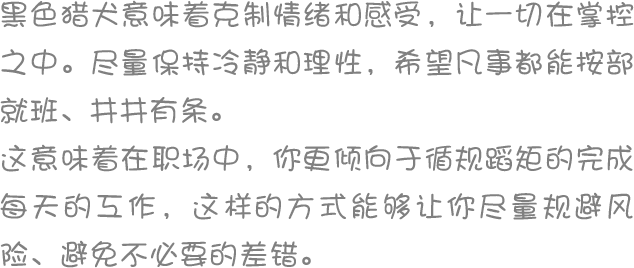 黑色猎犬意味着克制情绪和感受，让一切在掌控
之中。尽量保持冷静和理性，希望凡事都能按部
就班、井井有条。
这意味着在职场中，你更倾向于循规蹈矩的完成
每天的工作，这样的方式能够让你尽量规避风
险、避免不必要的差错。